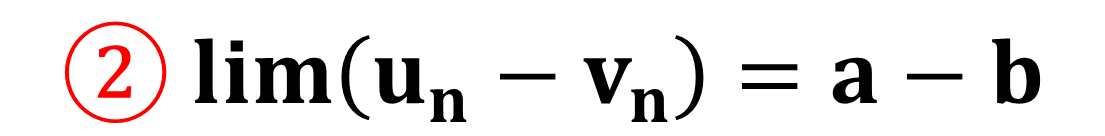 ② lim(uₙ − vₙ) = a − b